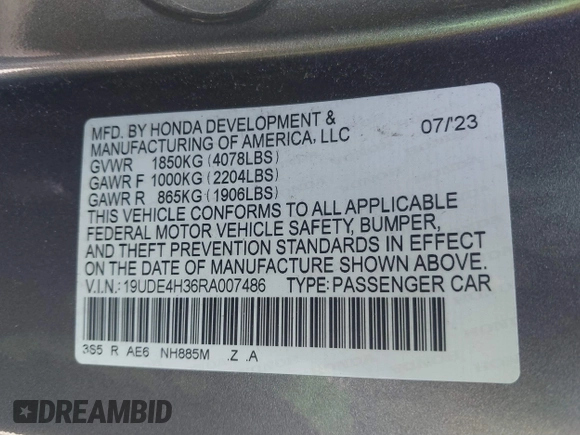 MFD. BY HONDA DEVELOPMENT &
MANUFACTURING OF AMERICA, LLC 07/'23
GVWR 1850KG (4078LBS)
GAWR F 1000KG (2204LBS)
GAWR R 865KG (1906LBS)
THIS VEHICLE CONFORMS TO ALL APPLICABLE
FEDERAL MOTOR VEHICLE SAFETY, BUMPER,
AND THEFT PREVENTION STANDARDS IN EFFECT
ON THE DATE OF MANUFACTURE SHOWN ABOVE.
V.I.N.: 19UDE4H36RA007486 TYPE: PASSENGER CAR
3S5 R AE6 NH885M .Z .A
DREAMBID